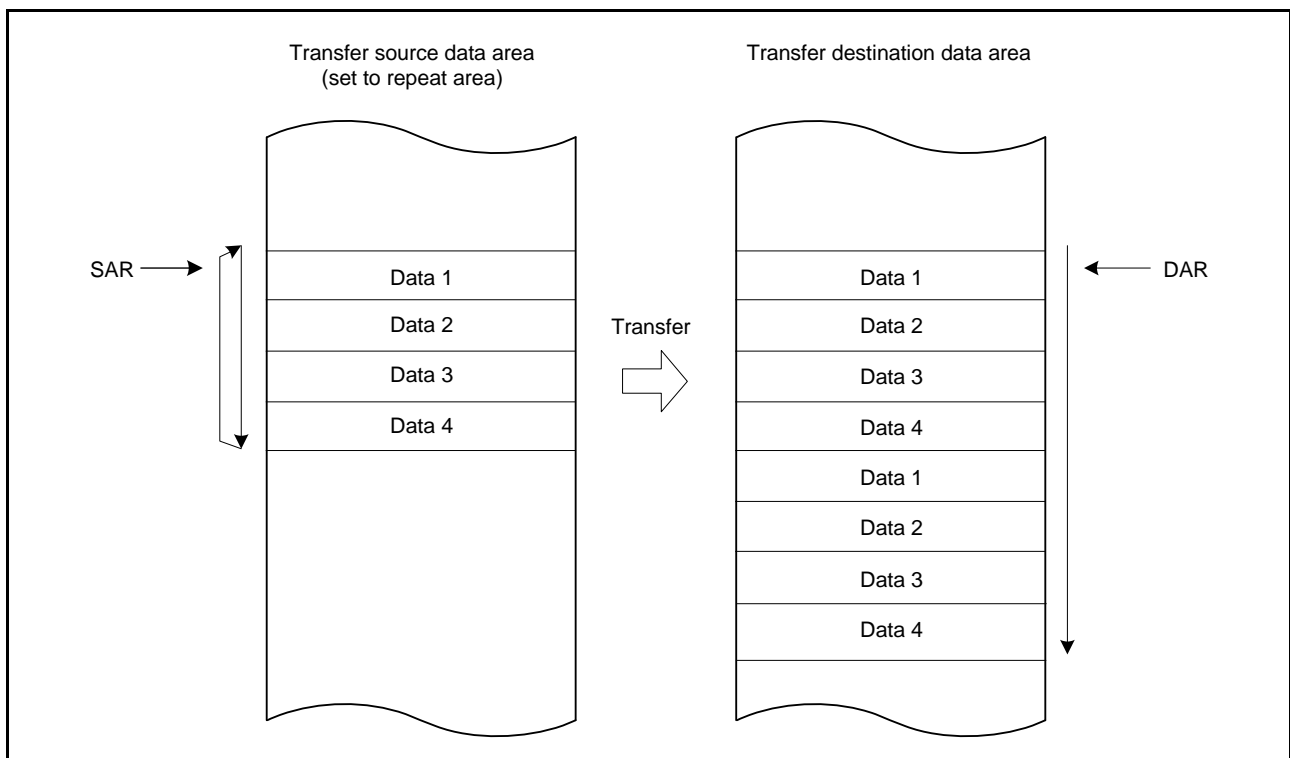 Transfer source data area
(set to repeat area)
Transfer destination data area
SAR
Data 1
Data 2
Data 3
Data 4
Transfer
Data 1
Data 2
Data 3
Data 4
Data 1
Data 2
Data 3
Data 4
DAR